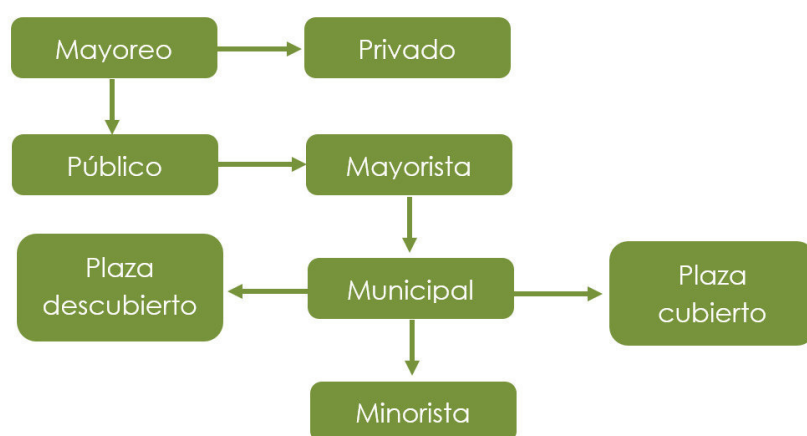 Mayoreo
Privado
Público
Mayorista
Plaza
descubierto
Municipal
Plaza
cubierto
Minorista